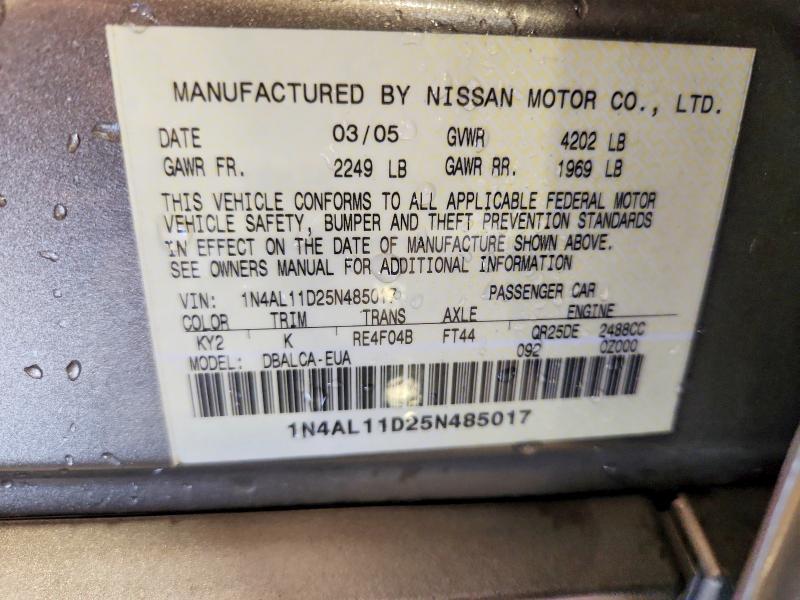 MANUFACTURED BY NISSAN MOTOR CO., LTD.
DATE 03/05 GVWR 4202 LB
GAWR FR. 2249 LB GAWR RR. 1969 LB
THIS VEHICLE CONFORMS TO ALL APPLICABLE FEDERAL MOTOR
VEHICLE SAFETY, BUMPER AND THEFT PREVENTION STANDARDS
IN EFFECT ON THE DATE OF MANUFACTURE SHOWN ABOVE.
SEE OWNERS MANUAL FOR ADDITIONAL INFORMATION
VIN: 1N4AL11D25N485017 PASSENGER CAR
COLOR TRIM TRANS AXLE ENGINE
KY2 K RE4F04B FT44 QR25DE 2488CC
MODEL: DBALCA-EUA 092 0Z000
1N4AL11D25N485017